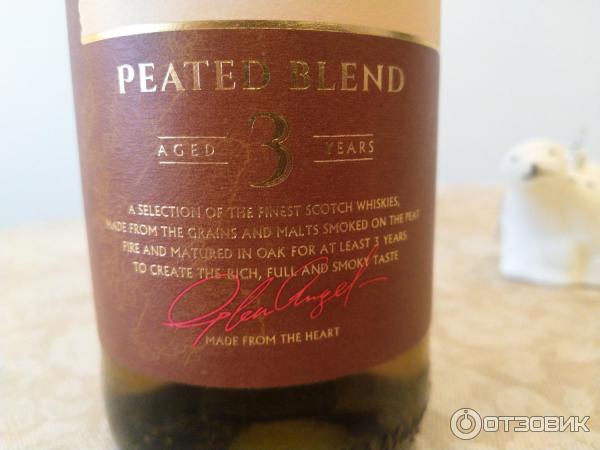 PEATED BLEND
AGED 3 YEARS
A SELECTION OF THE FINEST SCOTCH WHISKIES,
MADE FROM THE GRAINS AND MALTS SMOKED ON THE PEAT
FIRE AND MATURED IN OAK FOR AT LEAST 3 YEARS
TO CREATE THE RICH, FULL AND SMOKY TASTE
Glen Angel
MADE FROM THE HEART
ОТЗОВИК